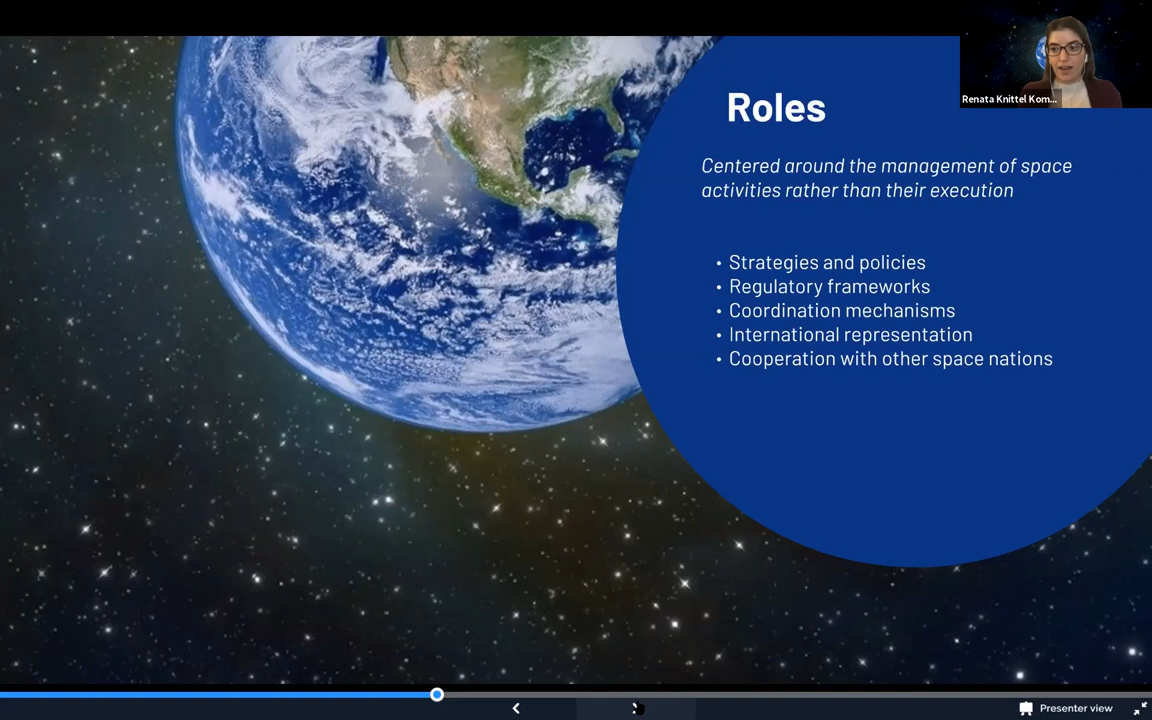 Renata Knittel Kom...
Roles
Centered around the management of space
activities rather than their execution
• Strategies and policies
• Regulatory frameworks
• Coordination mechanisms
• International representation
• Cooperation with other space nations
Presenter view